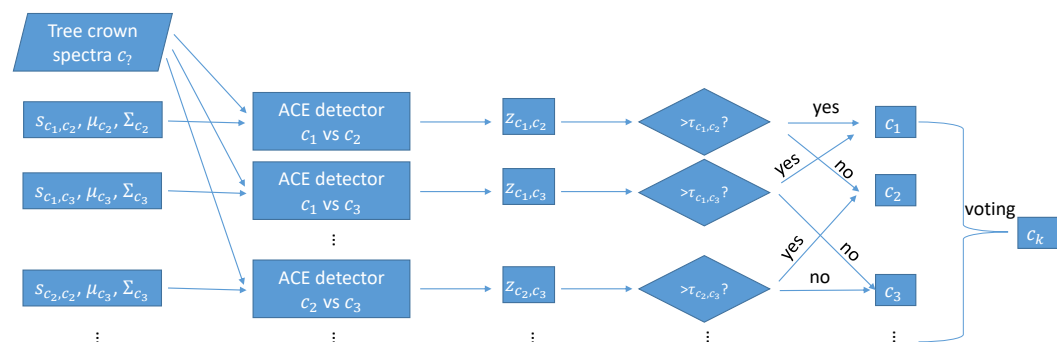 Tree crown
spectra c?
s_{c1,c2}, μ_{c2}, Σ_{c2}
ACE detector
c1 vs c2
z_{c1,c2}
>τ_{c1,c2}?
yes
c1
s_{c1,c3}, μ_{c3}, Σ_{c3}
ACE detector
c1 vs c3
z_{c1,c3}
>τ_{c1,c3}?
yes
no
c2
⋮
voting
c_k
s_{c2,c2}, μ_{c3}, Σ_{c3}
ACE detector
c2 vs c3
z_{c2,c3}
>τ_{c2,c3}?
yes
no
no
c3
⋮ ⋮ ⋮ ⋮ ⋮